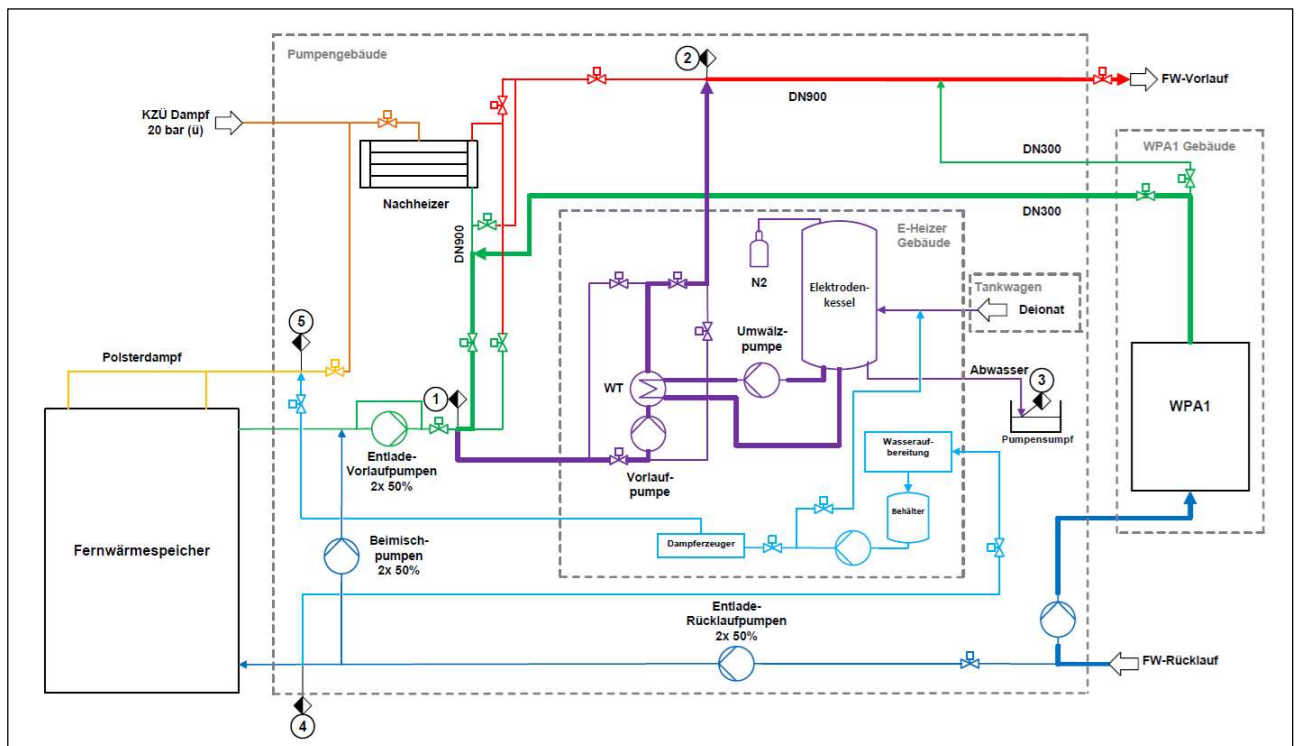 Pumpengebäude
2
FW-Vorlauf
DN900
KZÜ Dampf
20 bar (ü)
WPA1 Gebäude
DN300
Nachheizer
DN300
DN900
E-Heizer
Gebäude
N2
Elektroden-
kessel
Tankwagen
Deionat
5
Polsterdampf
Umwälz-
pumpe
Abwasser
3
WT
1
Pumpensumpf
WPA1
Entlade-
Vorlaufpumpen
2x 50%
Vorlauf-
pumpe
Wasserauf-
bereitung
Behälter
Dampferzeuger
Fernwärmespeicher
Beimisch-
pumpen
2x 50%
Entlade-
Rücklaufpumpen
2x 50%
FW-Rücklauf
4